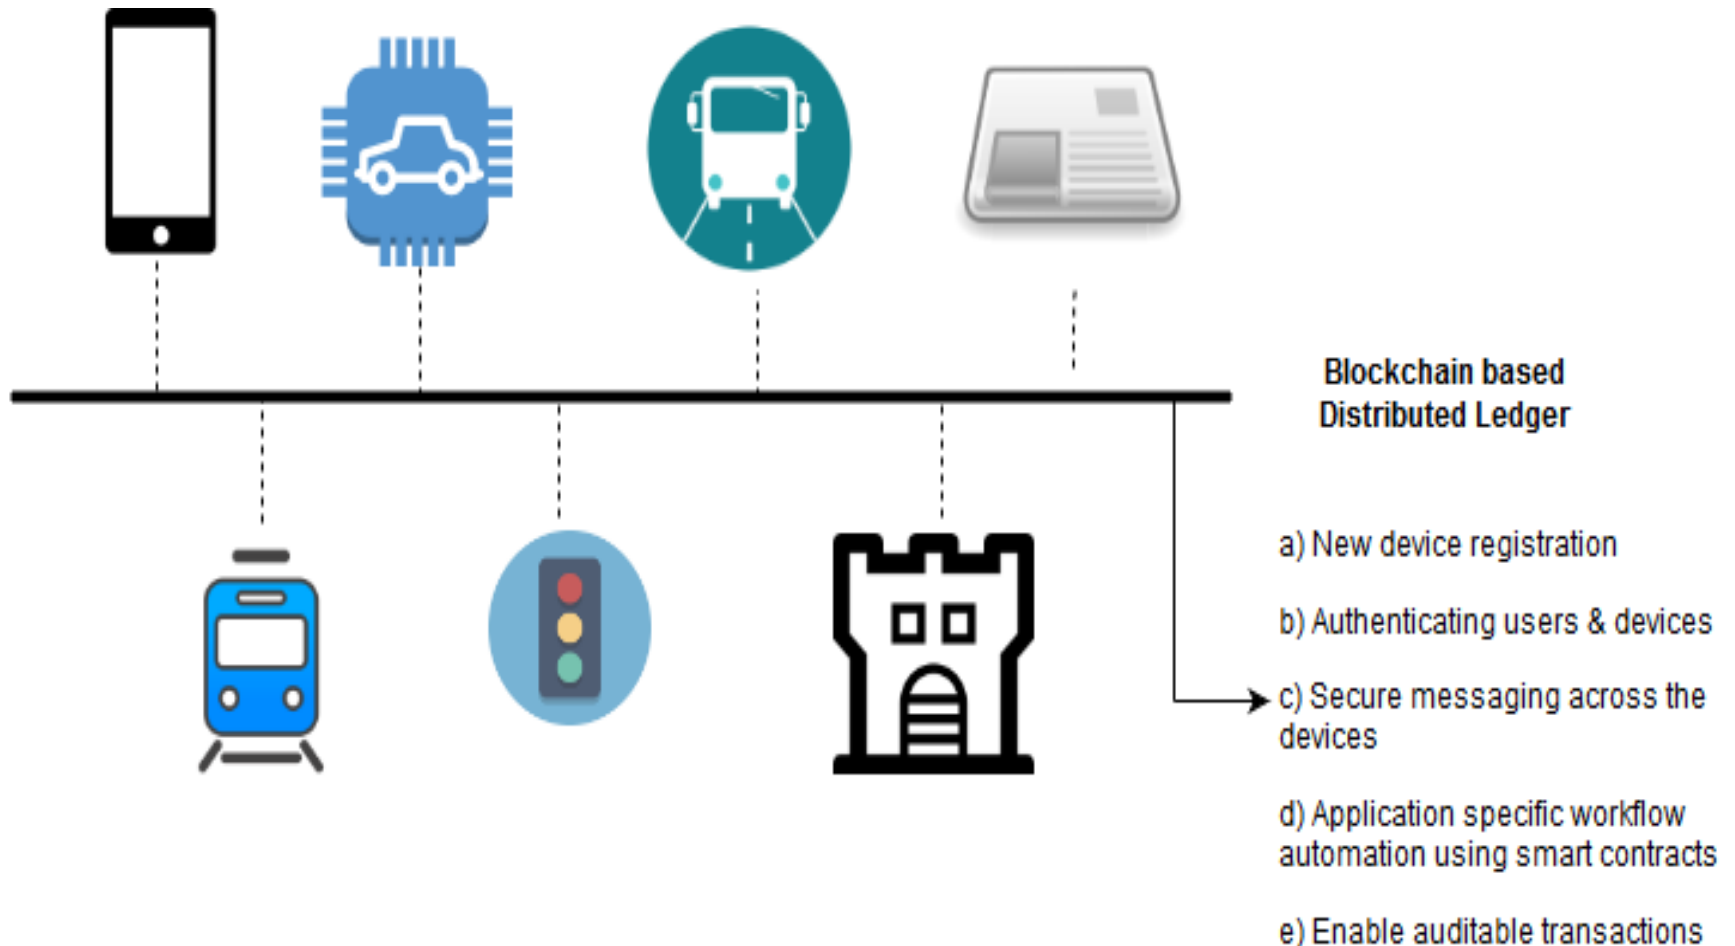 Blockchain based
Distributed Ledger
a) New device registration
b) Authenticating users & devices
c) Secure messaging across the
devices
d) Application specific workflow
automation using smart contracts
e) Enable auditable transactions